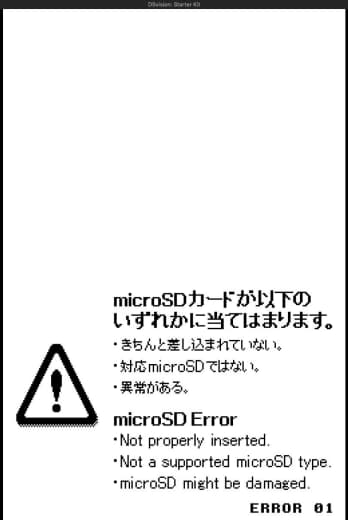 DSvision: Starter Kit
microSDカードが以下の
いずれかに当てはまります。
・きちんと差し込まれていない。
・対応microSDではない。
・異常がある。
microSD Error
・Not properly inserted.
・Not a supported microSD type.
・microSD might be damaged.
ERROR 01